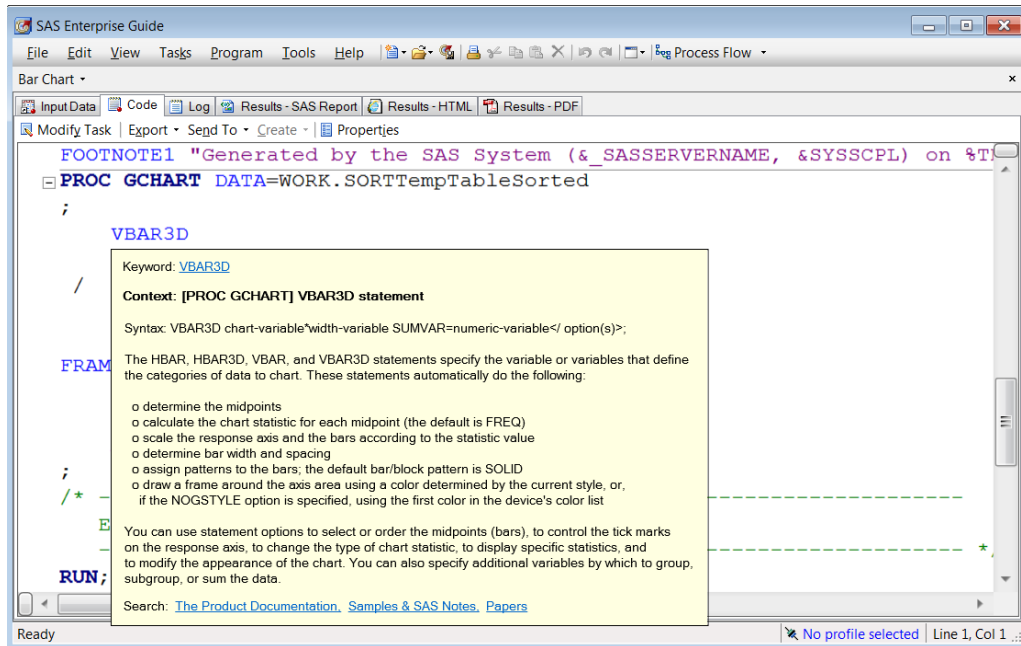 SAS Enterprise Guide
File Edit View Tasks Program Tools Help Process Flow
Bar Chart
Input Data Code Log Results - SAS Report Results - HTML Results - PDF
Modify Task Export Send To Create Properties
FOOTNOTE1 "Generated by the SAS System (&_SASSERVERNAME, &SYSSCPL) on
PROC GCHART DATA=WORK.SORTTempTableSorted
;
VBAR3D
/
FRAM
;
/* -
E
-
*
RUN;
Keyword: VBAR3D
Context: [PROC GCHART] VBAR3D statement
Syntax: VBAR3D chart-variable*width-variable SUMVAR=numeric-variable</ option(s)>;
The HBAR, HBAR3D, VBAR, and VBAR3D statements specify the variable or variables that define
the categories of data to chart. These statements automatically do the following:
o determine the midpoints
o calculate the chart statistic for each midpoint (the default is FREQ)
o scale the response axis and the bars according to the statistic value
o determine bar width and spacing
o assign patterns to the bars; the default bar/block pattern is SOLID
o draw a frame around the axis area using a color determined by the current style, or,
if the NOGSTYLE option is specified, using the first color in the device's color list
You can use statement options to select or order the midpoints (bars), to control the tick marks
on the response axis, to change the type of chart statistic, to display specific statistics, and
to modify the appearance of the chart. You can also specify additional variables by which to group,
subgroup, or sum the data.
Search: The Product Documentation, Samples & SAS Notes, Papers
Ready No profile selected Line 1, Col 1